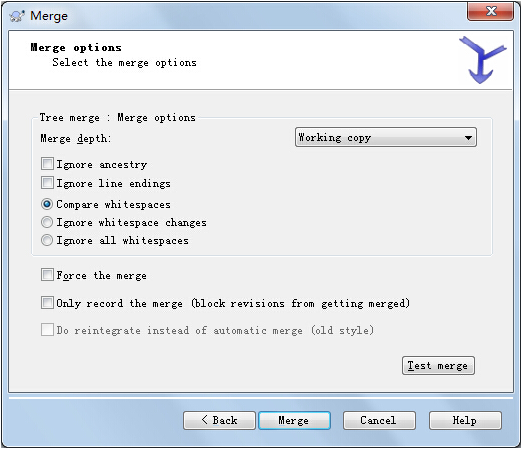 Merge
Merge options
Select the merge options
Tree merge : Merge options
Merge depth:
Working copy
Ignore ancestry
Ignore line endings
Compare whitespaces
Ignore whitespace changes
Ignore all whitespaces
Force the merge
Only record the merge (block revisions from getting merged)
Do reintegrate instead of automatic merge (old style)
Test merge
< Back
Merge
Cancel
Help